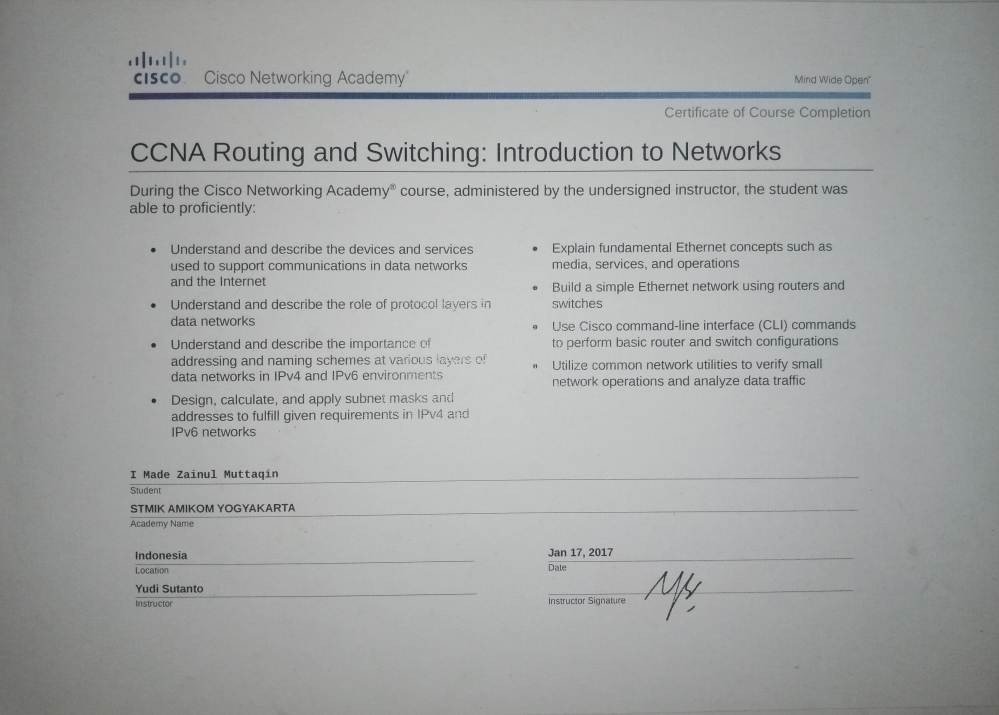 CISCO Cisco Networking Academy®
Mind Wide Open™
Certificate of Course Completion
CCNA Routing and Switching: Introduction to Networks
During the Cisco Networking Academy® course, administered by the undersigned instructor, the student was
able to proficiently:
• Understand and describe the devices and services
used to support communications in data networks
and the Internet
• Understand and describe the role of protocol layers in
data networks
• Understand and describe the importance of
addressing and naming schemes at various layers of
data networks in IPv4 and IPv6 environments
• Design, calculate, and apply subnet masks and
addresses to fulfill given requirements in IPv4 and
IPv6 networks
• Explain fundamental Ethernet concepts such as
media, services, and operations
• Build a simple Ethernet network using routers and
switches
• Use Cisco command-line interface (CLI) commands
to perform basic router and switch configurations
• Utilize common network utilities to verify small
network operations and analyze data traffic
I Made Zainul Muttaqin
Student
STMIK AMIKOM YOGYAKARTA
Academy Name
Indonesia
Location
Jan 17, 2017
Date
Yudi Sutanto
Instructor
Instructor Signature